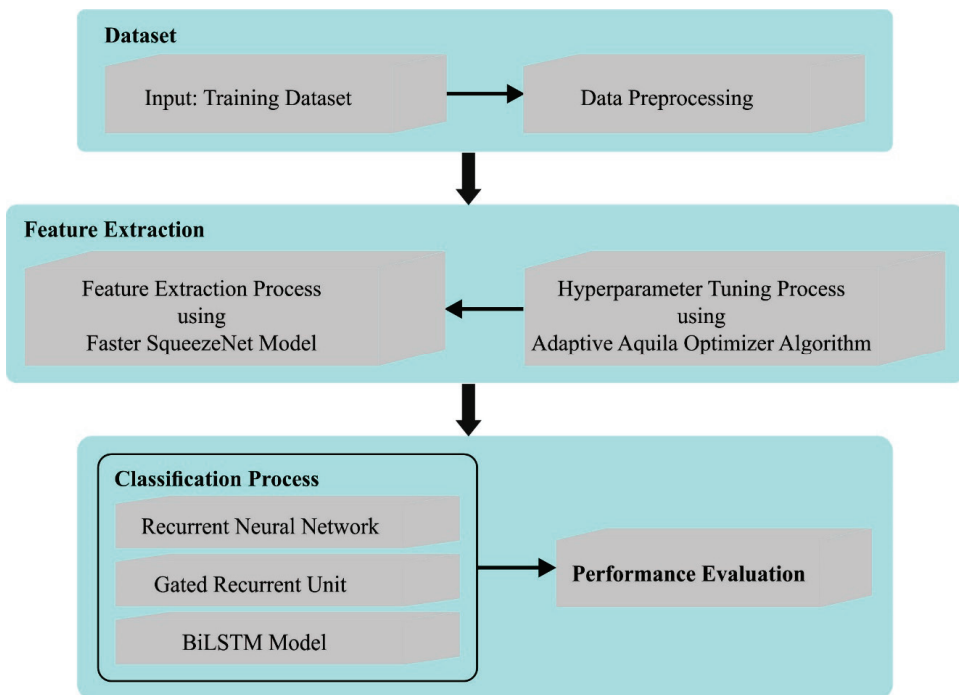 Dataset
Input: Training Dataset
Data Preprocessing
Feature Extraction
Feature Extraction Process
using
Faster SqueezeNet Model
Hyperparameter Tuning Process
using
Adaptive Aquila Optimizer Algorithm
Classification Process
Recurrent Neural Network
Gated Recurrent Unit
BiLSTM Model
Performance Evaluation